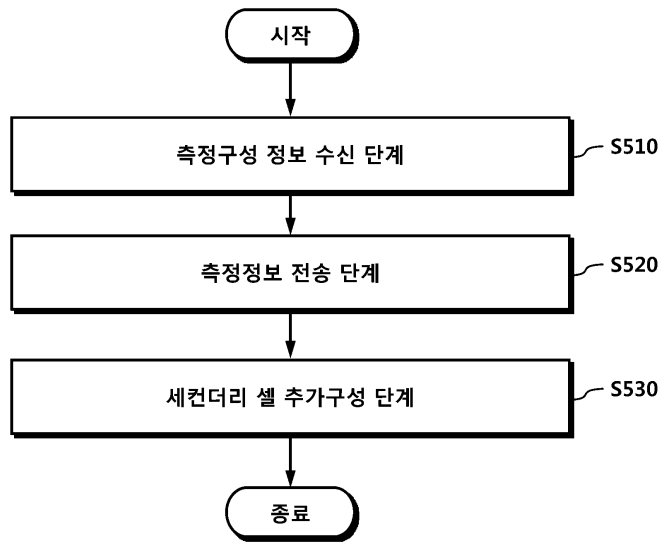 시작
측정구성 정보 수신 단계
S510
측정정보 전송 단계
S520
세컨더리 셀 추가구성 단계
S530
종료